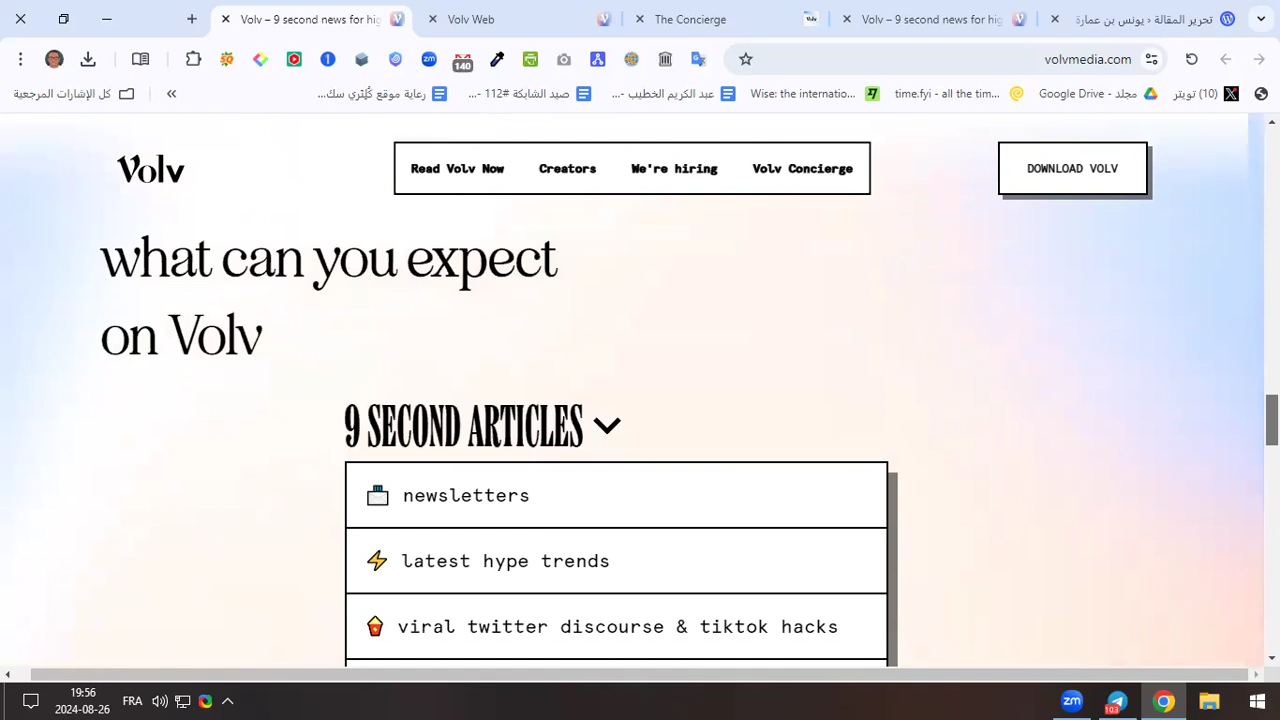 Volv – 9 second news for hig
Volv Web
The Concierge
Volv – 9 second news for hig
تحرير المقالة ‹ يونس بن عمارة
140
volvmedia.com
كل الإشارات المرجعية
رعاية موقع كُلِتَري سك...
صيد الشابكة #112 -...
عبد الكريم الخطيب -...
Wise: the internatio...
time.fyi - all the tim...
مجلد - Google Drive
(10) تويتر
Volv
Read Volv Now
Creators
We're hiring
Volv Concierge
DOWNLOAD VOLV
what can you expect
on Volv
9 SECOND ARTICLES
newsletters
latest hype trends
viral twitter discourse & tiktok hacks
19:56
2024-08-26
FRA
zm
103